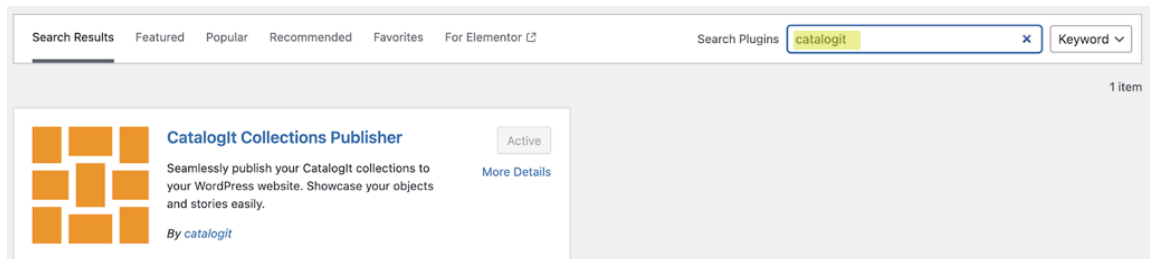 Search Results Featured Popular Recommended Favorites For Elementor Search Plugins catalogit × Keyword
1 item
CatalogIt Collections Publisher Active
Seamlessly publish your CatalogIt collections to More Details
your WordPress website. Showcase your objects
and stories easily.
By catalogit